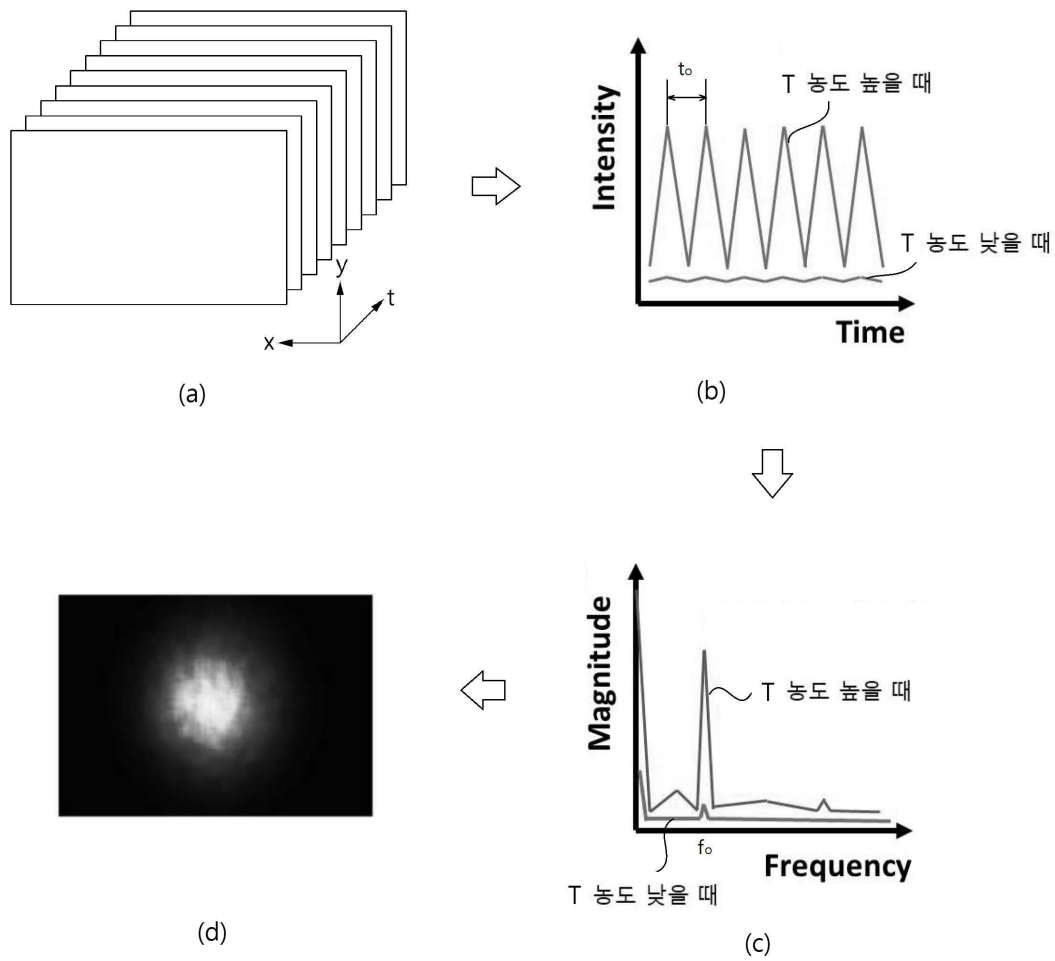 y
t
x
(a)
Intensity
t₀
T 농도 높을 때
T 농도 낮을 때
Time
(b)
Magnitude
T 농도 높을 때
f₀
Frequency
T 농도 낮을 때
(c)
(d)